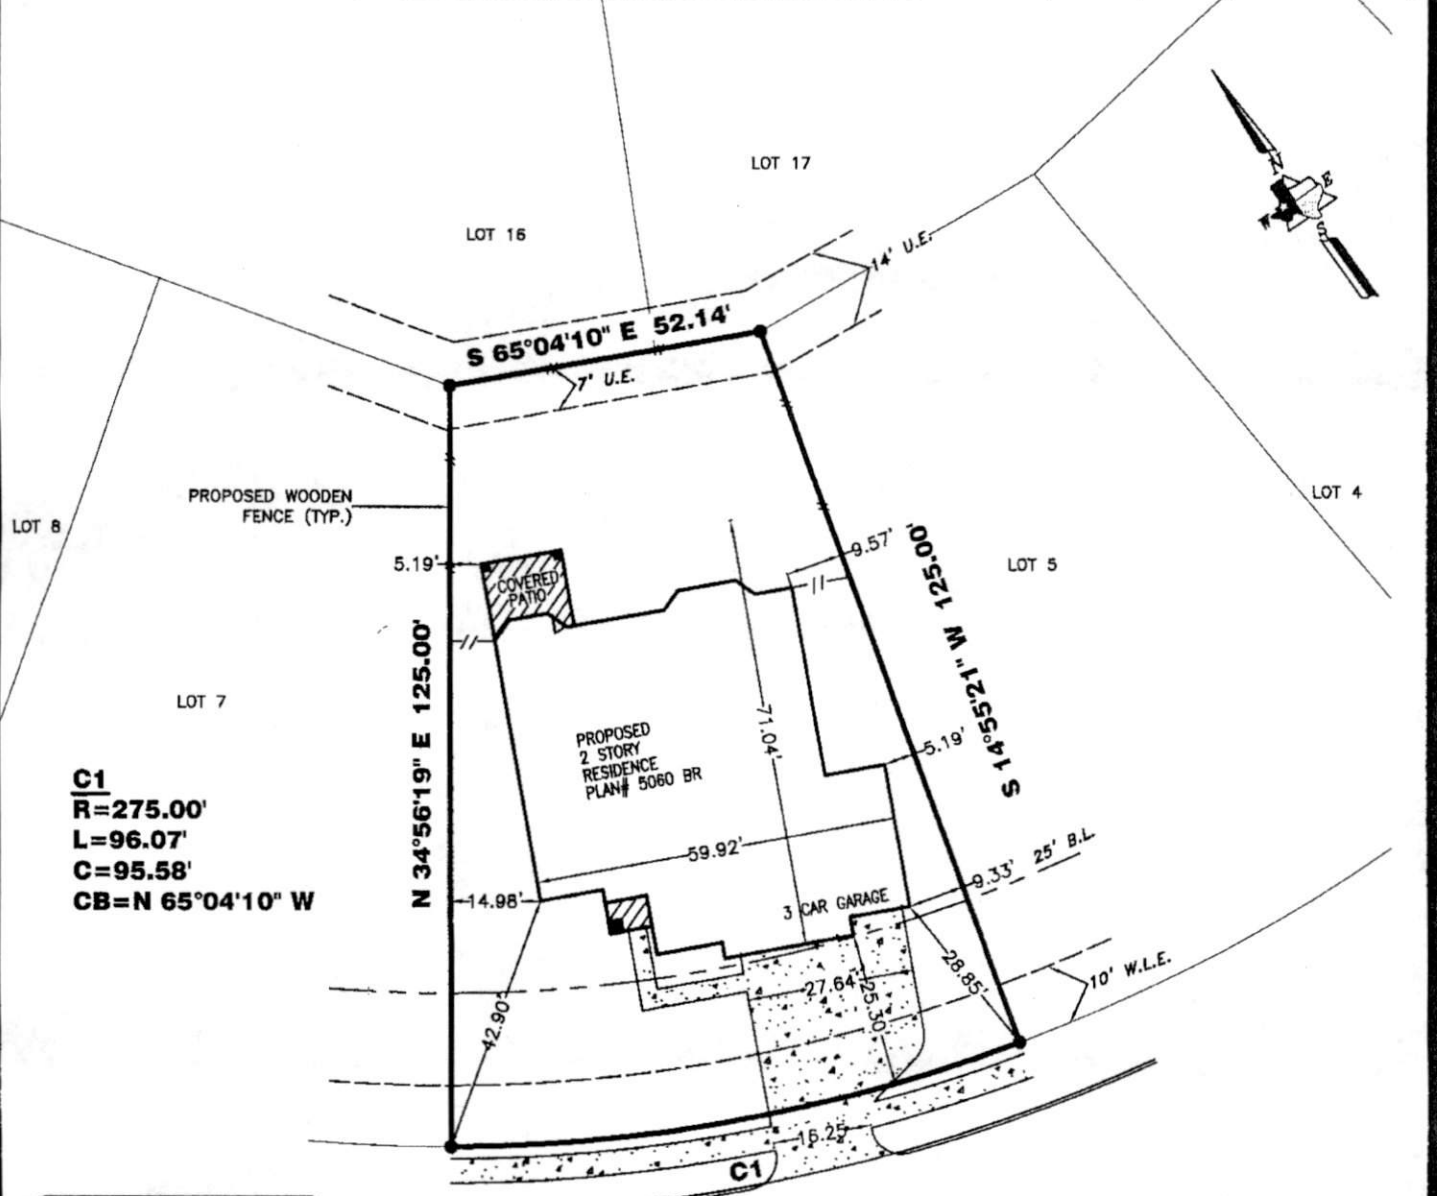 LOT 17
LOT 16
N
E
W
S
14' U.E.
S 65°04'10" E 52.14'
7' U.E.
PROPOSED WOODEN
FENCE (TYP.)
LOT 8
LOT 4
5.19'
COVERED
PATIO
9.57'
LOT 5
S 14°55'21" W 125.00'
N 34°56'19" E 125.00'
LOT 7
71.04'
PROPOSED
2 STORY
RESIDENCE
PLAN# 5060 BR
5.19'
C1
R=275.00'
L=96.07'
C=95.58'
CB=N 65°04'10" W
59.92'
25' B.L.
9.33'
14.98'
3 CAR GARAGE
28.85'
10' W.L.E.
27.64'
25.30'
42.90'
16.25'
C1